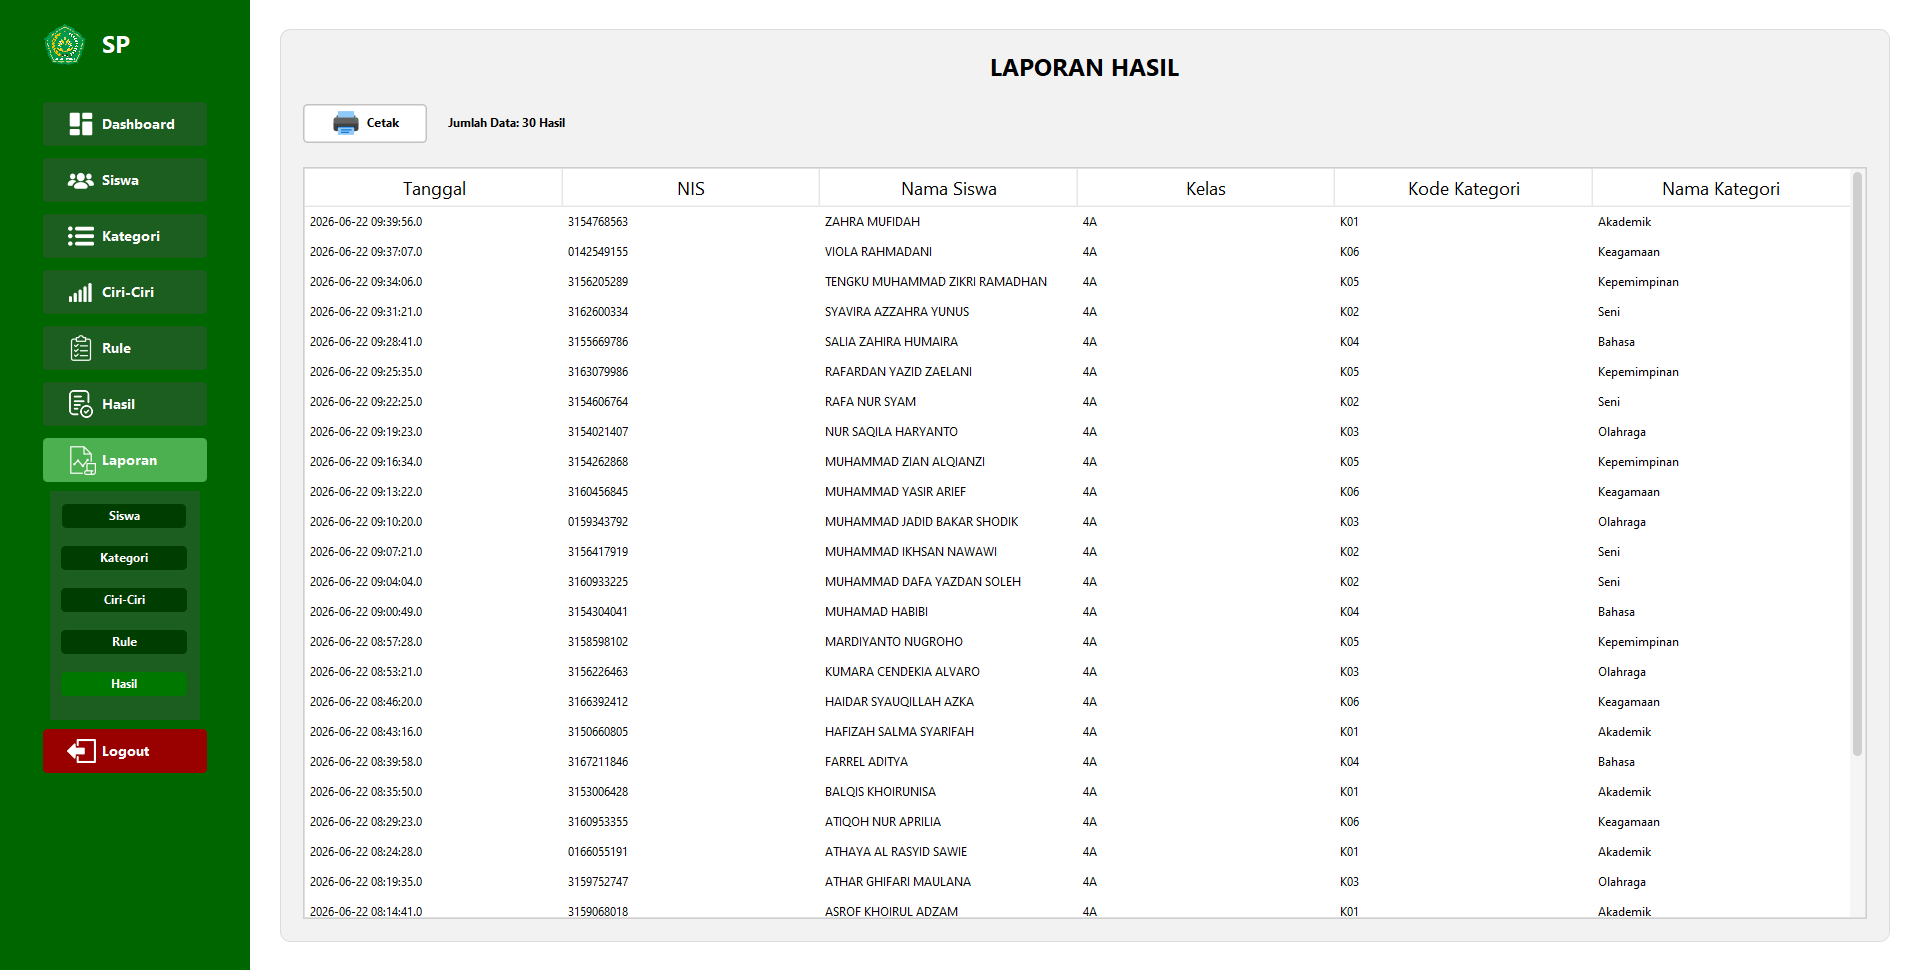 SP
Dashboard
Siswa
Kategori
Ciri-Ciri
Rule
Hasil
Laporan
Siswa
Kategori
Ciri-Ciri
Rule
Hasil
Logout
LAPORAN HASIL
Cetak Jumlah Data: 30 Hasil
Tanggal NIS Nama Siswa Kelas Kode Kategori Nama Kategori
2026-06-22 09:39:56.0 3154768563 ZAHRA MUFIDAH 4A K01 Akademik
2026-06-22 09:37:07.0 0142549155 VIOLA RAHMADANI 4A K06 Keagamaan
2026-06-22 09:34:06.0 3156205289 TENGKU MUHAMMAD ZIKRI RAMADHAN 4A K05 Kepemimpinan
2026-06-22 09:31:21.0 3162600334 SYAVIRA AZZAHRA YUNUS 4A K02 Seni
2026-06-22 09:28:41.0 3155669786 SALIA ZAHIRA HUMAIRA 4A K04 Bahasa
2026-06-22 09:25:35.0 3163079986 RAFARDAN YAZID ZAELANI 4A K05 Kepemimpinan
2026-06-22 09:22:25.0 3154606764 RAFA NUR SYAM 4A K02 Seni
2026-06-22 09:19:23.0 3154021407 NUR SAQILA HARYANTO 4A K03 Olahraga
2026-06-22 09:16:34.0 3154262868 MUHAMMAD ZIAN ALQIANZI 4A K05 Kepemimpinan
2026-06-22 09:13:22.0 3160456845 MUHAMMAD YASIR ARIEF 4A K06 Keagamaan
2026-06-22 09:10:20.0 0159343792 MUHAMMAD JADID BAKAR SHODIK 4A K03 Olahraga
2026-06-22 09:07:21.0 3156417919 MUHAMMAD IKHSAN NAWAWI 4A K02 Seni
2026-06-22 09:04:04.0 3160933225 MUHAMMAD DAFA YAZDAN SOLEH 4A K02 Seni
2026-06-22 09:00:49.0 3154304041 MUHAMAD HABIBI 4A K04 Bahasa
2026-06-22 08:57:28.0 3158598102 MARDIYANTO NUGROHO 4A K05 Kepemimpinan
2026-06-22 08:53:21.0 3156226463 KUMARA CENDEKIA ALVARO 4A K03 Olahraga
2026-06-22 08:46:20.0 3166392412 HAIDAR SYAUQILLAH AZKA 4A K06 Keagamaan
2026-06-22 08:43:16.0 3150660805 HAFIZAH SALMA SYARIFAH 4A K01 Akademik
2026-06-22 08:39:58.0 3167211846 FARREL ADITYA 4A K04 Bahasa
2026-06-22 08:35:50.0 3153006428 BALQIS KHOIRUNISA 4A K01 Akademik
2026-06-22 08:29:23.0 3160953355 ATIQOH NUR APRILIA 4A K06 Keagamaan
2026-06-22 08:24:28.0 0166055191 ATHAYA AL RASYID SAWIE 4A K01 Akademik
2026-06-22 08:19:35.0 3159752747 ATHAR GHIFARI MAULANA 4A K03 Olahraga
2026-06-22 08:14:41.0 3159068018 ASROF KHOIRUL ADZAM 4A K01 Akademik